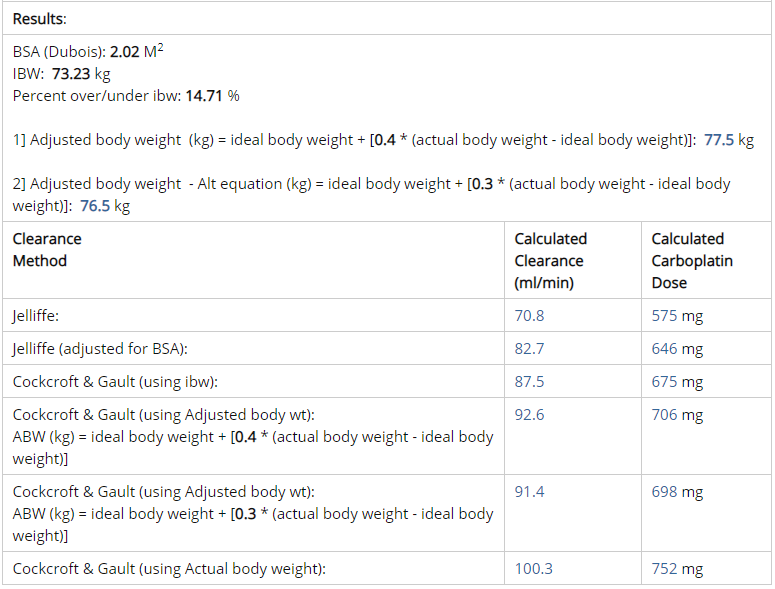 Results:
BSA (Dubois): 2.02 M²
IBW:  73.23 kg
Percent over/under ibw: 14.71 %
1] Adjusted body weight  (kg) = ideal body weight + [0.4 * (actual body weight - ideal body weight)]:  77.5 kg
2] Adjusted body weight  - Alt equation (kg) = ideal body weight + [0.3 * (actual body weight - ideal body
weight)]:  76.5 kg
Clearance
Method
Calculated
Clearance
(ml/min)
Calculated
Carboplatin
Dose
Jelliffe:
70.8
575 mg
Jelliffe (adjusted for BSA):
82.7
646 mg
Cockcroft & Gault (using ibw):
87.5
675 mg
Cockcroft & Gault (using Adjusted body wt):
ABW (kg) = ideal body weight + [0.4 * (actual body weight - ideal body
weight)]
92.6
706 mg
Cockcroft & Gault (using Adjusted body wt):
ABW (kg) = ideal body weight + [0.3 * (actual body weight - ideal body
weight)]
91.4
698 mg
Cockcroft & Gault (using Actual body weight):
100.3
752 mg